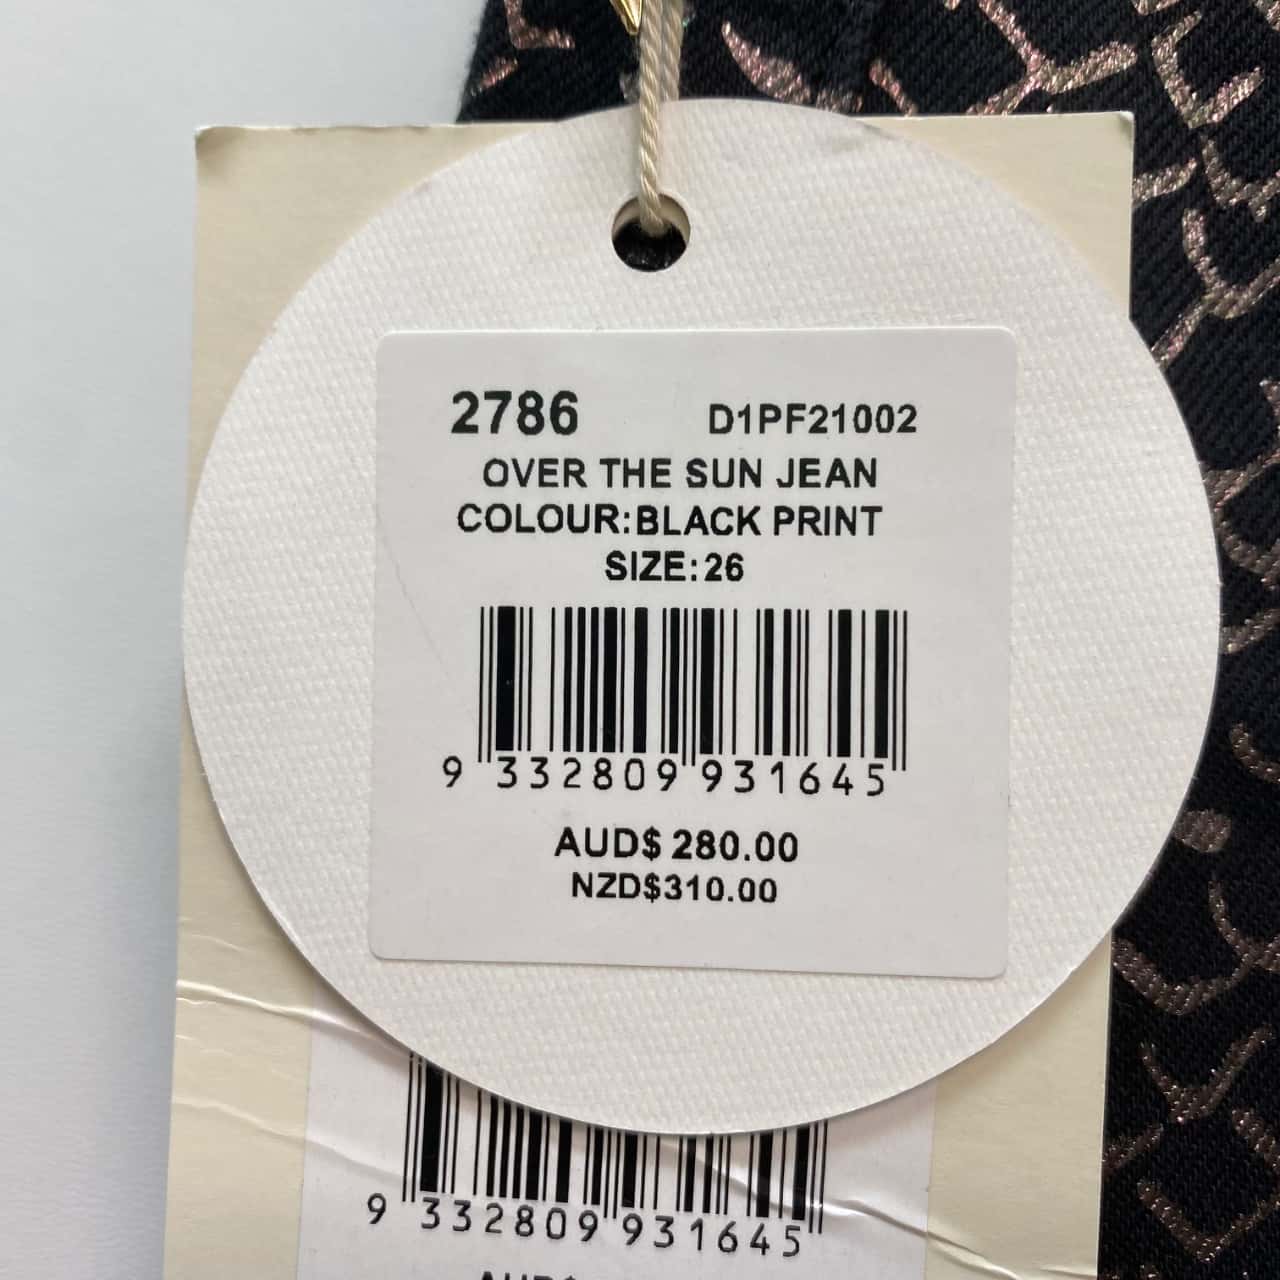 2786 D1PF21002
OVER THE SUN JEAN
COLOUR:BLACK PRINT
SIZE:26
9 332809 931645
AUD$ 280.00
NZD$310.00
9 332809 931645
AUD$